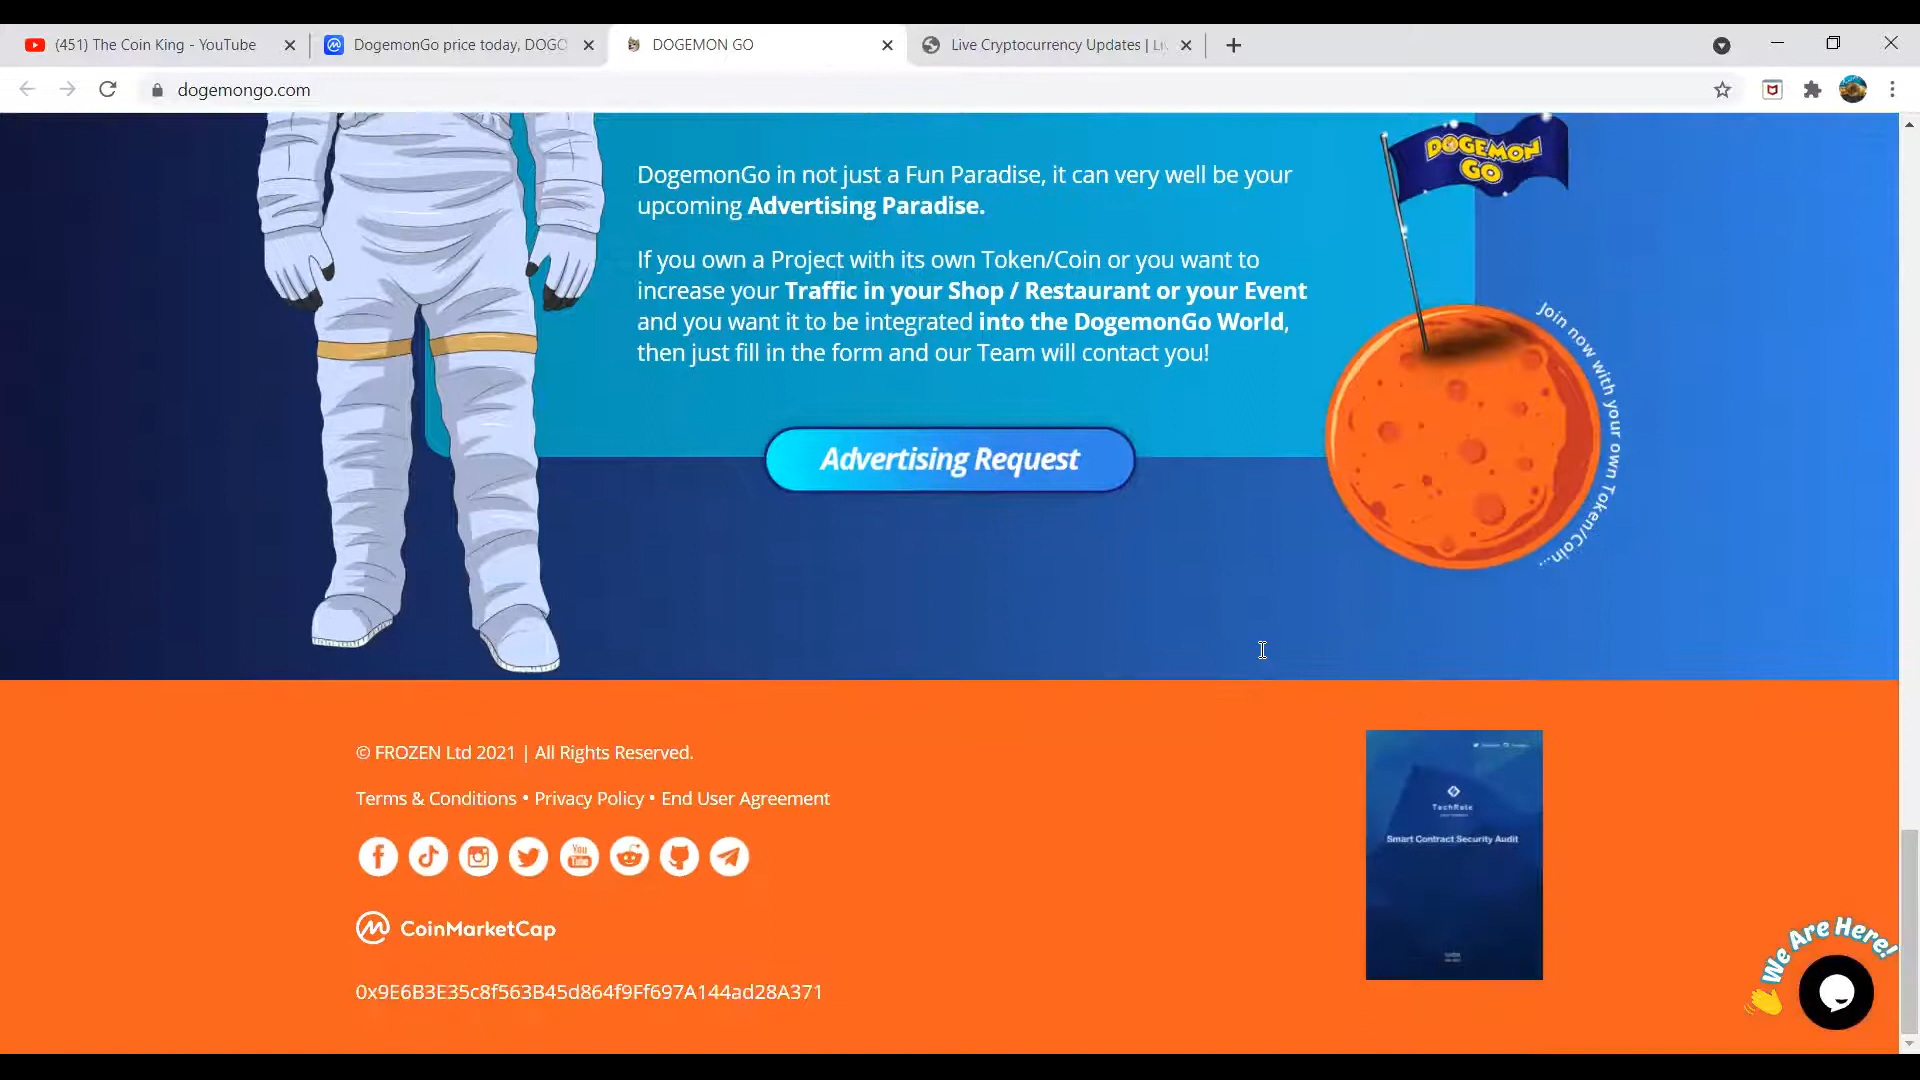 (451) The Coin King - YouTube
DogemonGo price today, DOGO
DOGEMON GO
Live Cryptocurrency Updates | Li
dogemongo.com
DOGEMON
GO
DogemonGo in not just a Fun Paradise, it can very well be your
upcoming Advertising Paradise.
If you own a Project with its own Token/Coin or you want to
increase your Traffic in your Shop / Restaurant or your Event
and you want it to be integrated into the DogemonGo World,
then just fill in the form and our Team will contact you!
Join now with your own Token/Coin...
Advertising Request
© FROZEN Ltd 2021 | All Rights Reserved.
Terms & Conditions • Privacy Policy • End User Agreement
You
Tube
CoinMarketCap
0x9E6B3E35c8f563B45d864f9Ff697A144ad28A371
TechRate
Smart Contract Security Audit
We Are Here!